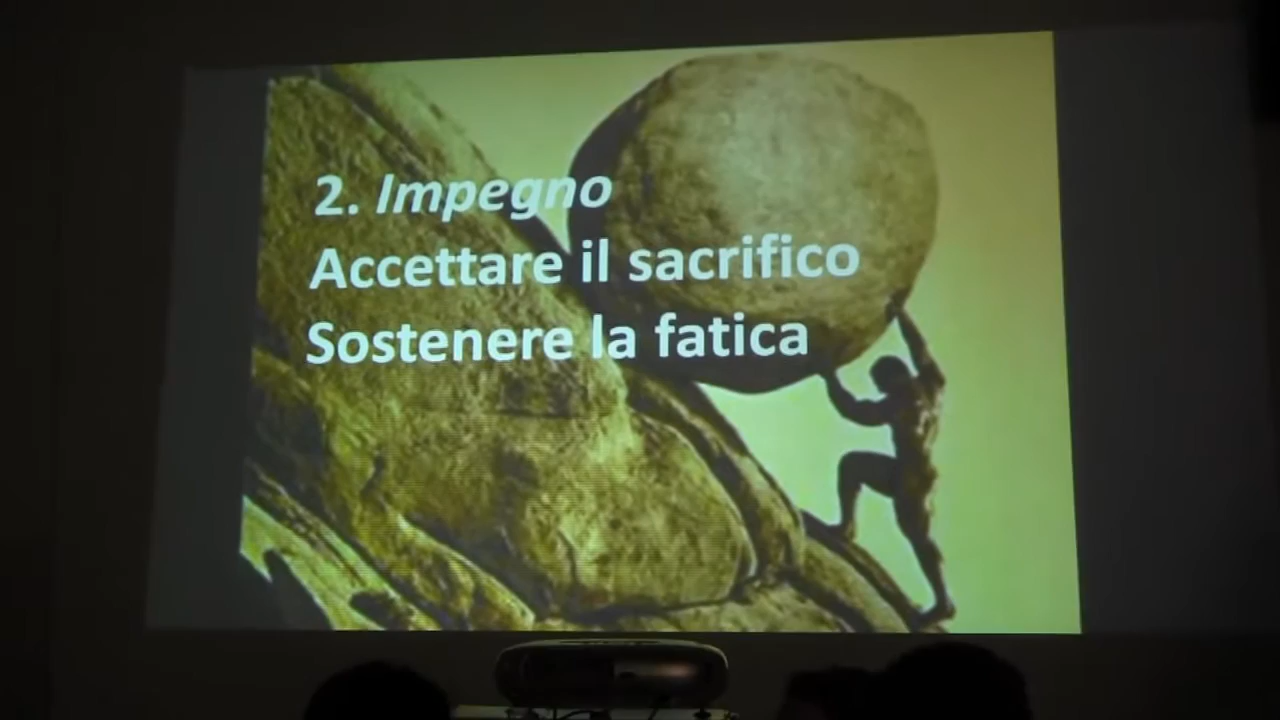 2. Impegno
Accettare il sacrifico
Sostenere la fatica